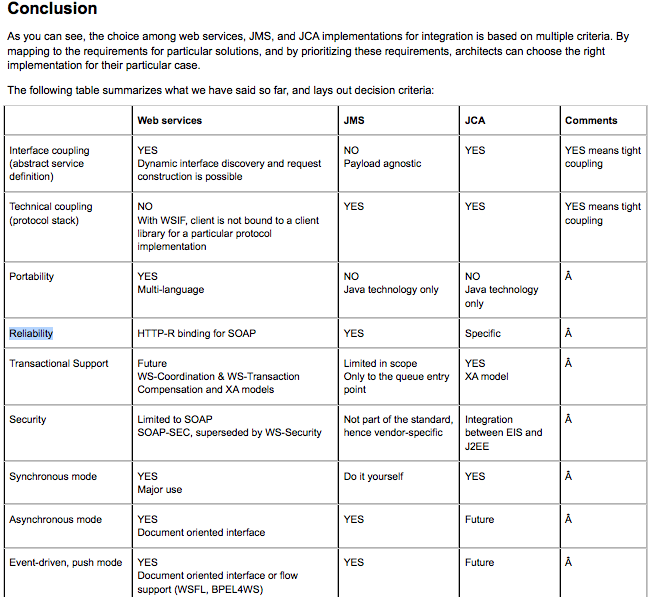 Conclusion
As you can see, the choice among web services, JMS, and JCA implementations for integration is based on multiple criteria. By
mapping to the requirements for particular solutions, and by prioritizing these requirements, architects can choose the right
implementation for their particular case.
The following table summarizes what we have said so far, and lays out decision criteria:
Web services JMS JCA Comments
Interface coupling YES NO YES YES means tight
(abstract service Dynamic interface discovery and request Payload agnostic coupling
definition) construction is possible
Technical coupling NO YES YES YES means tight
(protocol stack) With WSIF, client is not bound to a client coupling
library for a particular protocol
implementation
Portability YES NO NO Â
Multi-language Java technology only Java technology
only
Reliability HTTP-R binding for SOAP YES Specific Â
Transactional Support Future Limited in scope YES Â
WS-Coordination & WS-Transaction Only to the queue entry XA model
Compensation and XA models point
Security Limited to SOAP Not part of the standard, Integration Â
SOAP-SEC, superseded by WS-Security hence vendor-specific between EIS and
J2EE
Synchronous mode YES Do it yourself YES Â
Major use
Asynchronous mode YES YES Future Â
Document oriented interface
Event-driven, push mode YES YES Future Â
Document oriented interface or flow
support (WSFL, BPEL4WS)